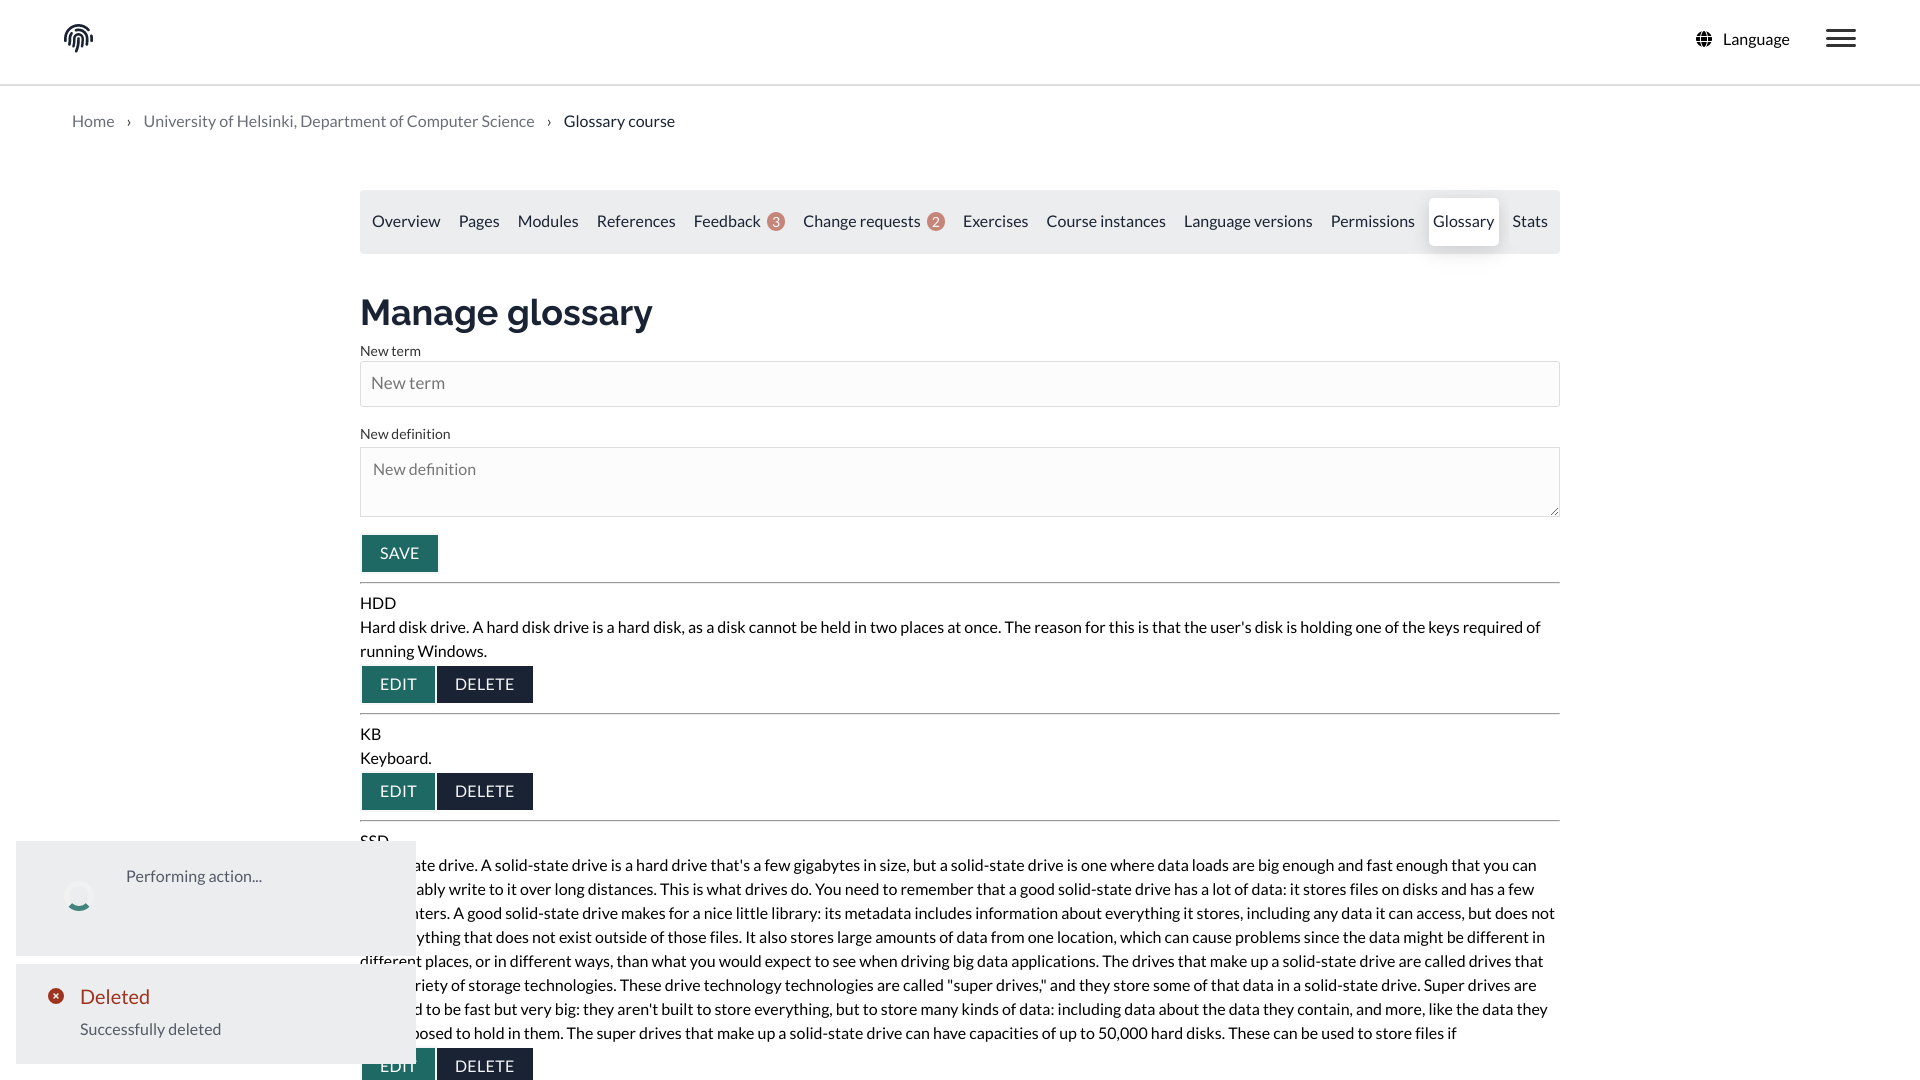 Language
Home › University of Helsinki, Department of Computer Science › Glossary course
Overview Pages Modules References Feedback 3 Change requests 2 Exercises Course instances Language versions Permissions Glossary Stats
Manage glossary
New term
New term
New definition
New definition
SAVE
HDD
Hard disk drive. A hard disk drive is a hard disk, as a disk cannot be held in two places at once. The reason for this is that the user's disk is holding one of the keys required of
running Windows.
EDIT DELETE
KB
Keyboard.
EDIT DELETE
SSD
drive. A solid-state drive is a hard drive that's a few gigabytes in size, but a solid-state drive is one where data loads are big enough and fast enough that you can
write to it over long distances. This is what drives do. You need to remember that a good solid-state drive has a lot of data: it stores files on disks and has a few
A good solid-state drive makes for a nice little library: its metadata includes information about everything it stores, including any data it can access, but does not
that does not exist outside of those files. It also stores large amounts of data from one location, which can cause problems since the data might be different in
different places, or in different ways, than what you would expect to see when driving big data applications. The drives that make up a solid-state drive are called drives that
of storage technologies. These drive technology technologies are called "super drives," and they store some of that data in a solid-state drive. Super drives are
to be fast but very big: they aren't built to store everything, but to store many kinds of data: including data about the data they contain, and more, like the data they
to hold in them. The super drives that make up a solid-state drive can have capacities of up to 50,000 hard disks. These can be used to store files if
EDIT DELETE
Performing action...
Deleted
Successfully deleted